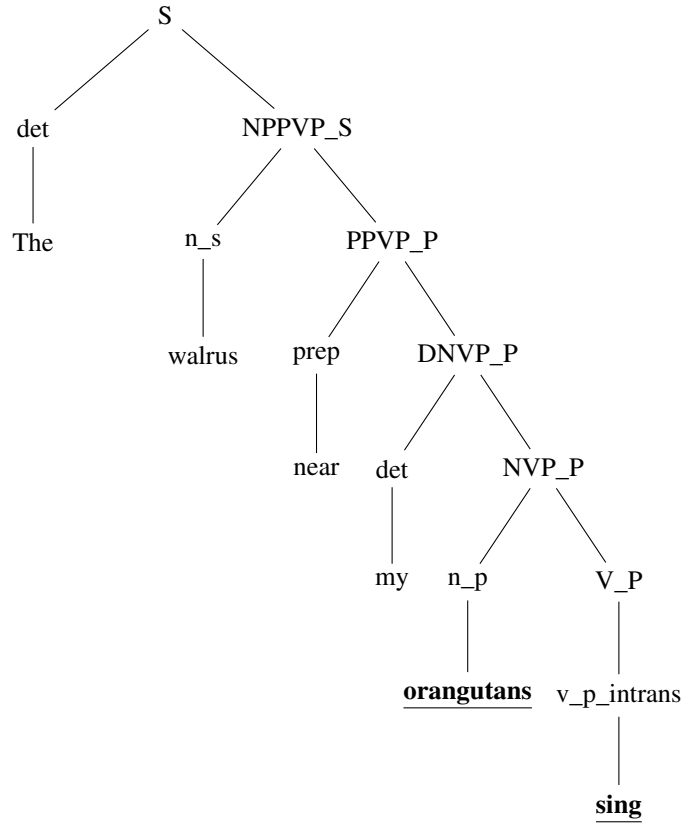 S
det NPPVP_S
The n_s PPVP_P
walrus prep DNVP_P
near det NVP_P
my n_p V_P
orangutans v_p_intrans
sing